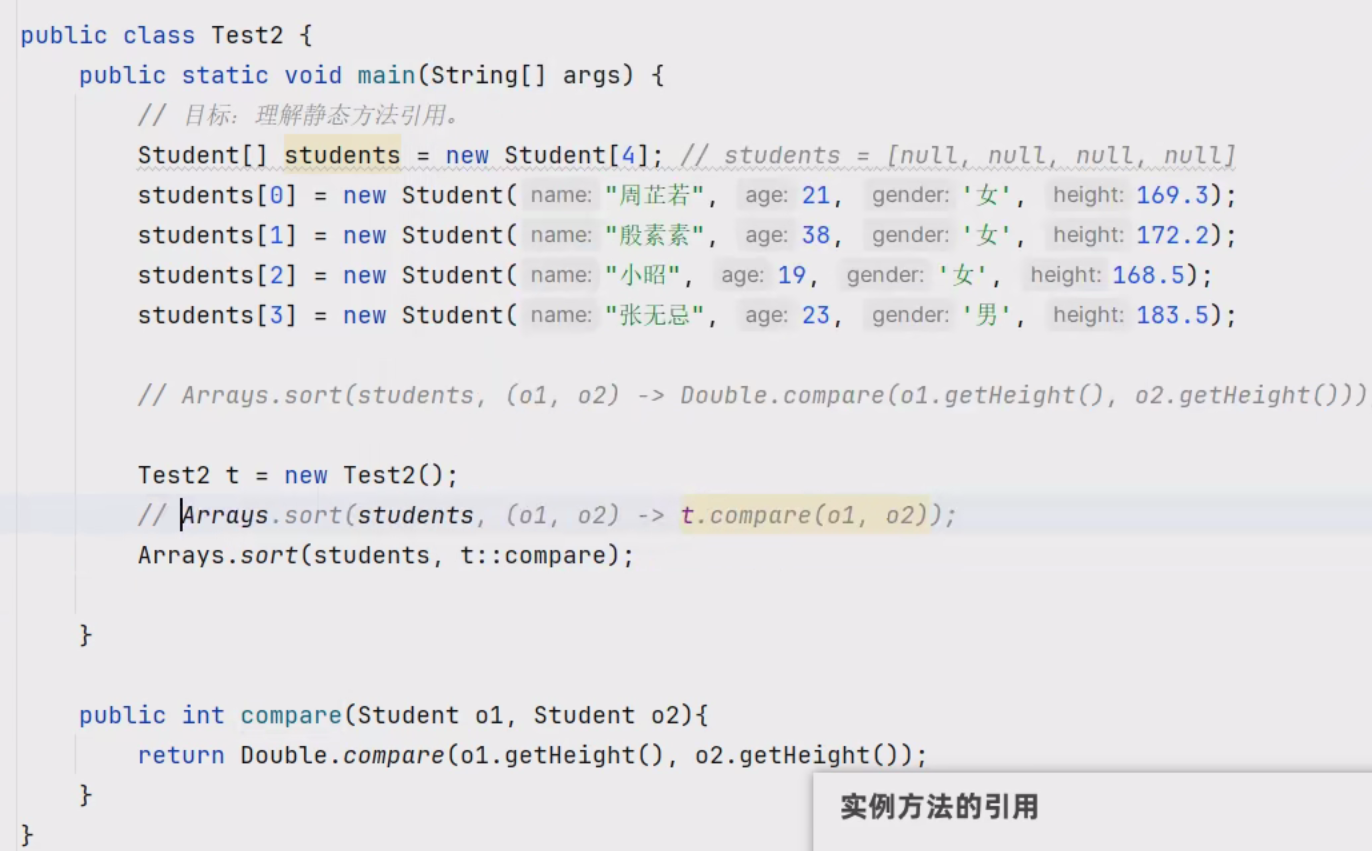 public class Test2 {
public static void main(String[] args) {
// 目标：理解静态方法引用。
Student[] students = new Student[4]; // students = [null, null, null, null]
students[0] = new Student( name: "周芷若", age: 21, gender: '女', height: 169.3);
students[1] = new Student( name: "殷素素", age: 38, gender: '女', height: 172.2);
students[2] = new Student( name: "小昭", age: 19, gender: '女', height: 168.5);
students[3] = new Student( name: "张无忌", age: 23, gender: '男', height: 183.5);
// Arrays.sort(students, (o1, o2) -> Double.compare(o1.getHeight(), o2.getHeight()))
Test2 t = new Test2();
// Arrays.sort(students, (o1, o2) -> t.compare(o1, o2));
Arrays.sort(students, t::compare);
}
public int compare(Student o1, Student o2){
return Double.compare(o1.getHeight(), o2.getHeight());
}
实例方法的引用
}